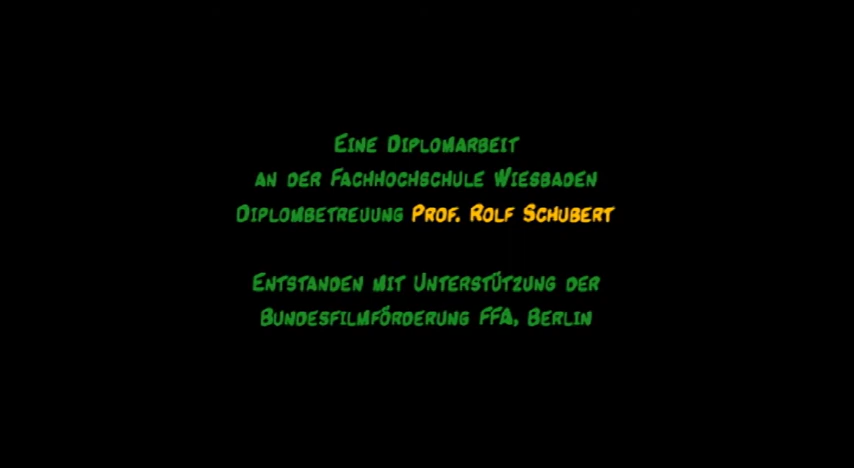 Eine Diplomarbeit
an der Fachhochschule Wiesbaden
Diplombetreuung Prof. Rolf Schubert
Entstanden mit Unterstützung der
Bundesfilmförderung FFA, Berlin